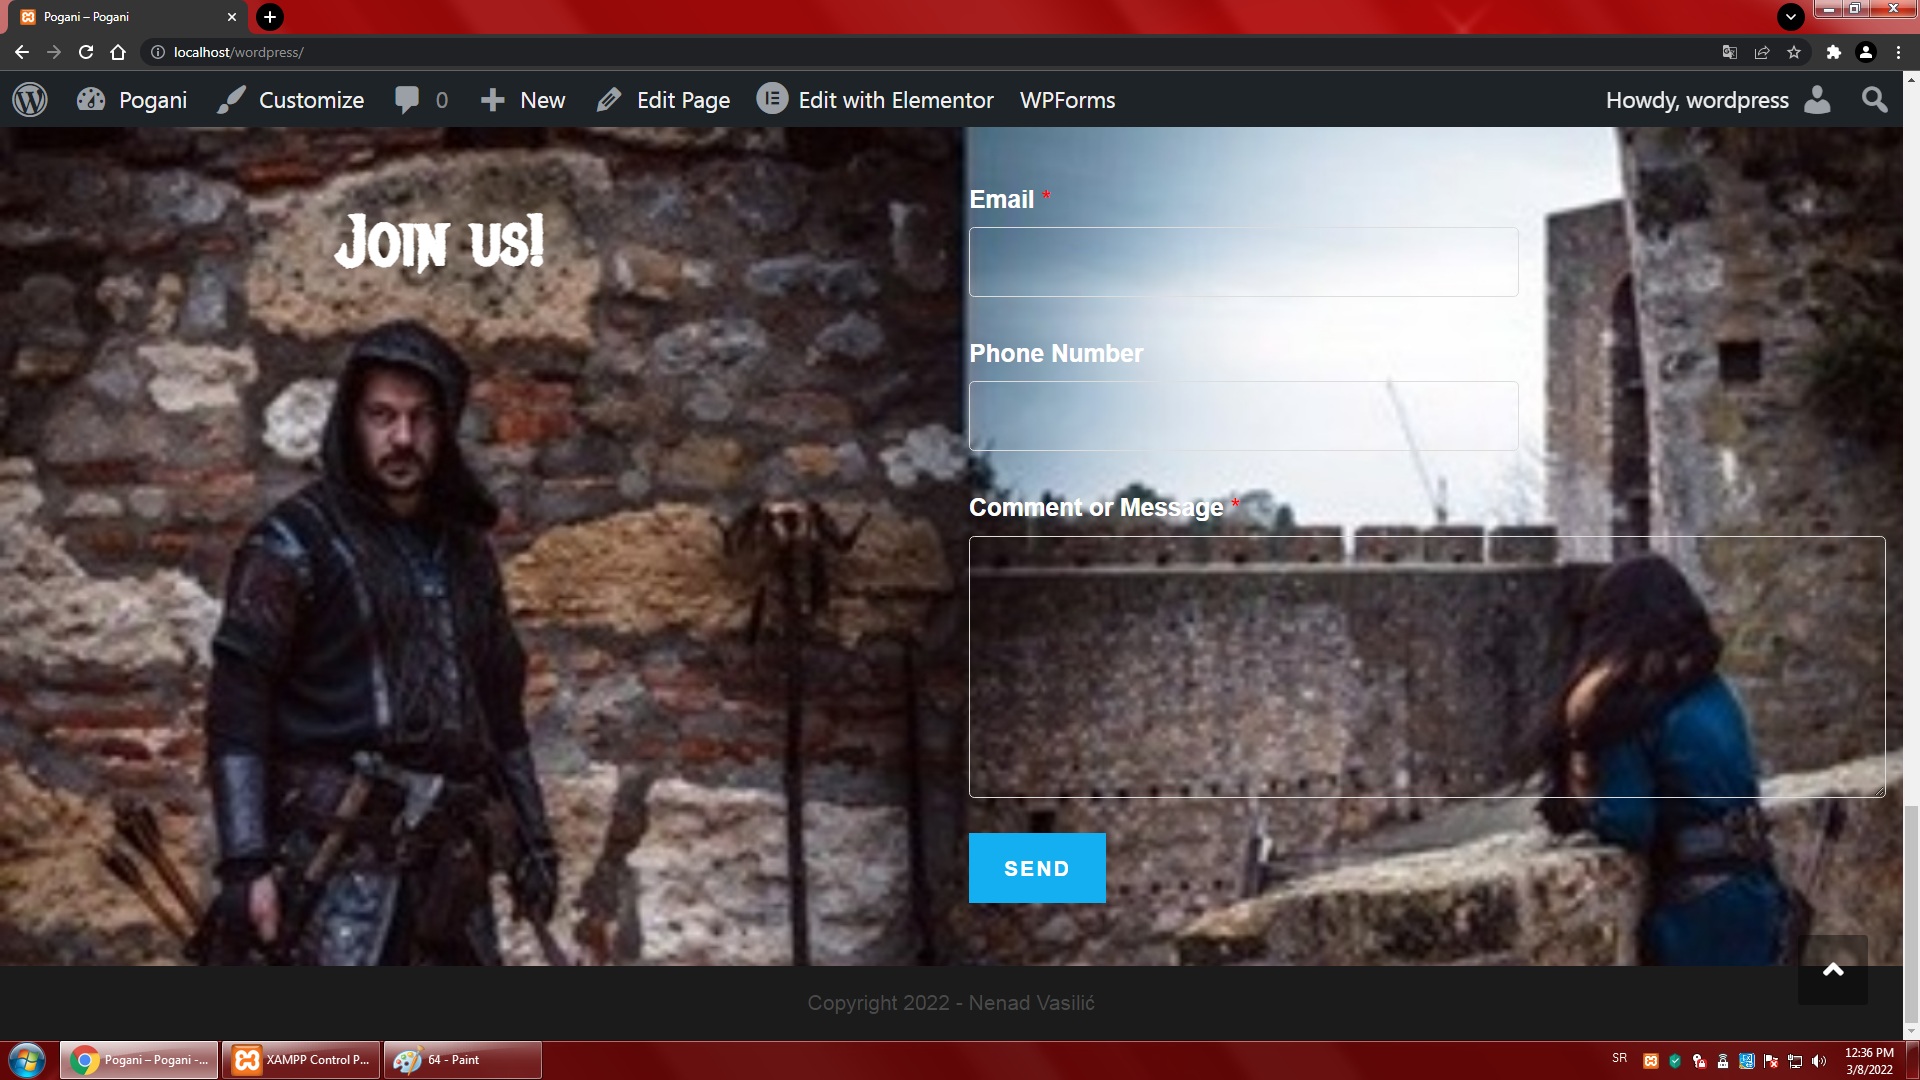 Pogani – Pogani
localhost/wordpress/
Pogani Customize 0 New Edit Page Edit with Elementor WPForms Howdy, wordpress
Join us!
Email *
Phone Number
Comment or Message *
SEND
Copyright 2022 - Nenad Vasilić
Pogani – Pogani -... XAMPP Control P... 64 - Paint SR 12:36 PM
3/8/2022